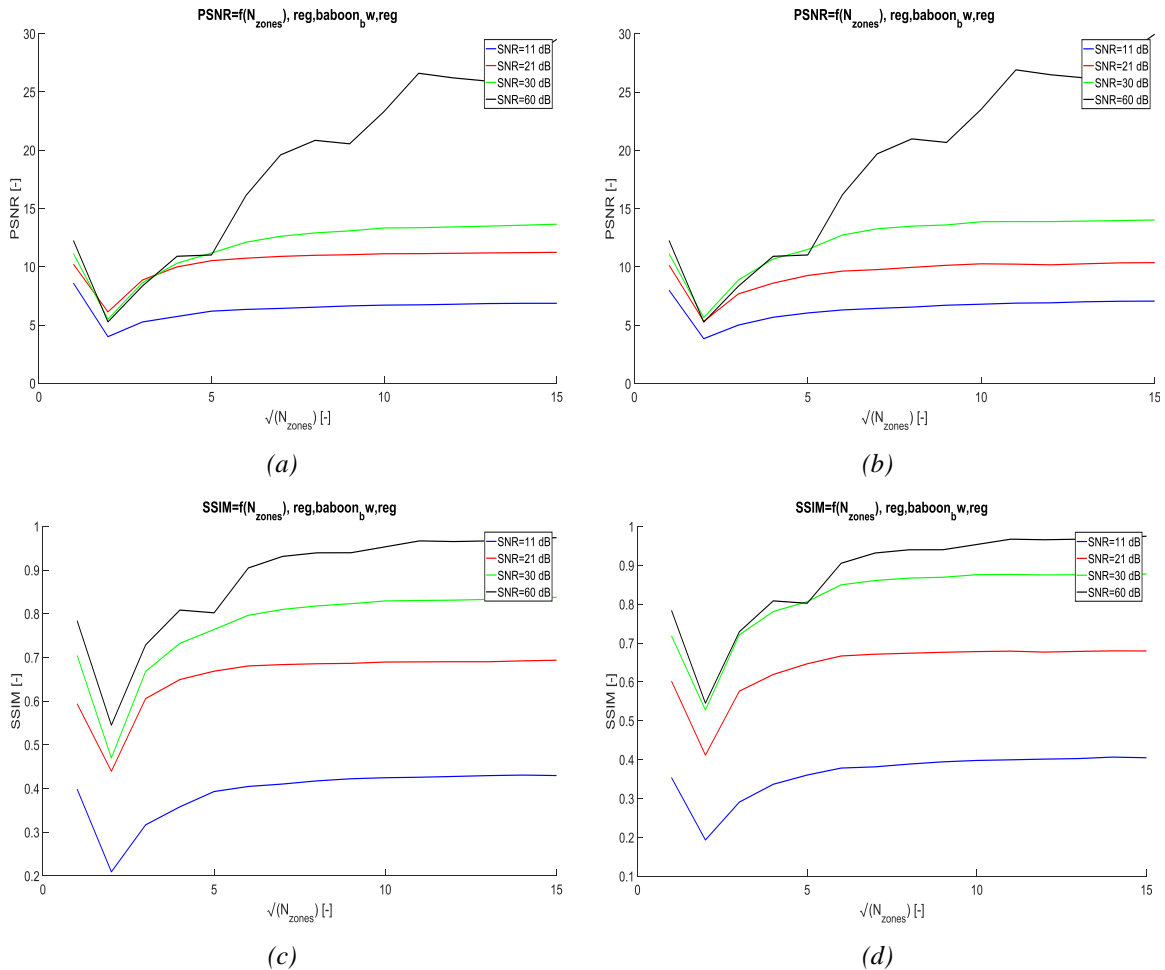 PSNR=f(N_zones), reg,baboon_bw,reg
30
25
20
15
10
5
0
PSNR [-]
SNR=11 dB
SNR=21 dB
SNR=30 dB
SNR=60 dB
0 5 10 15
√(N_zones) [-]
(a)
PSNR=f(N_zones), reg,baboon_bw,reg
30
25
20
15
10
5
0
PSNR [-]
SNR=11 dB
SNR=21 dB
SNR=30 dB
SNR=60 dB
0 5 10 15
√(N_zones) [-]
(b)
SSIM=f(N_zones), reg,baboon_bw,reg
1
0.9
0.8
0.7
0.6
0.5
0.4
0.3
0.2
SSIM [-]
SNR=11 dB
SNR=21 dB
SNR=30 dB
SNR=60 dB
0 5 10 15
√(N_zones) [-]
(c)
SSIM=f(N_zones), reg,baboon_bw,reg
1
0.9
0.8
0.7
0.6
0.5
0.4
0.3
0.2
0.1
SSIM [-]
SNR=11 dB
SNR=21 dB
SNR=30 dB
SNR=60 dB
0 5 10 15
√(N_zones) [-]
(d)